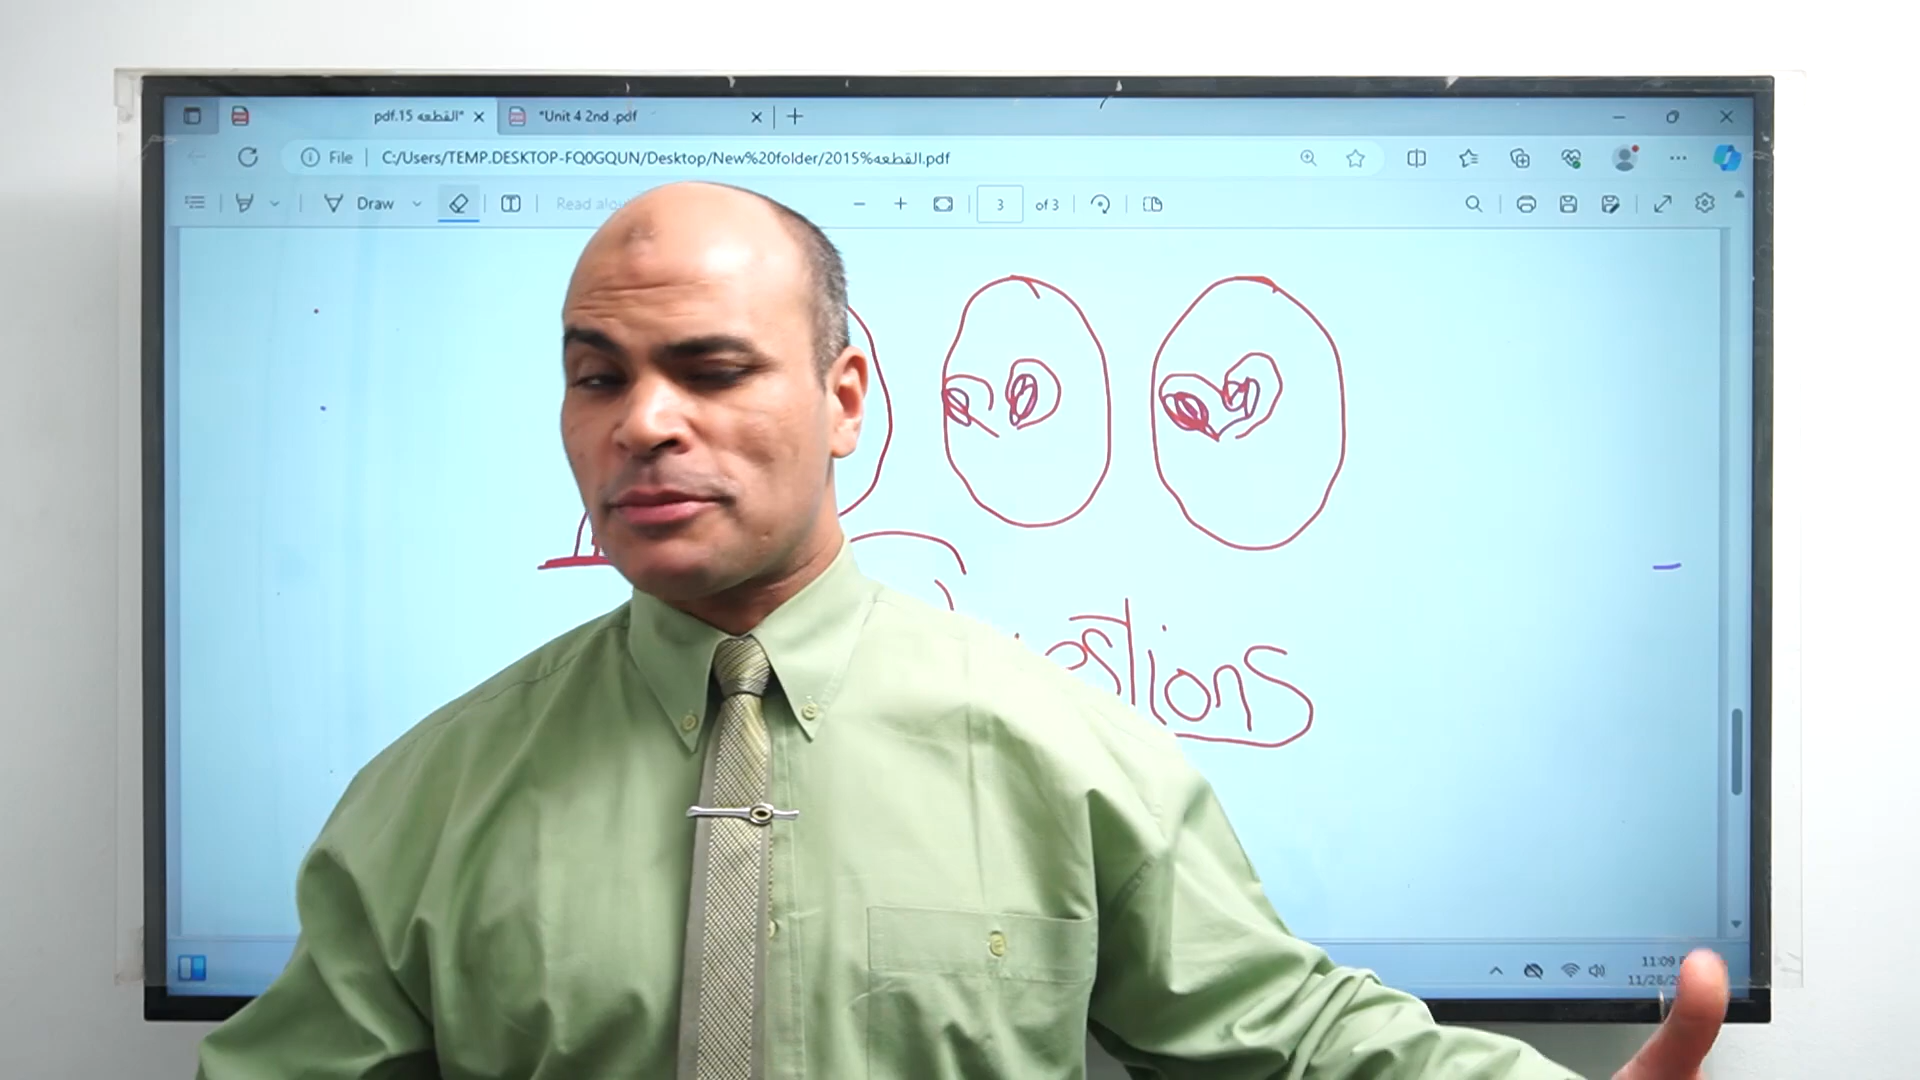 القطعه 15.pdf"
"Unit 4 2nd .pdf
File C:/Users/TEMP.DESKTOP-FQ0GQUN/Desktop/New%20folder/2015%القطعه.pdf
Draw
Read
3 of 3
stions
11:09